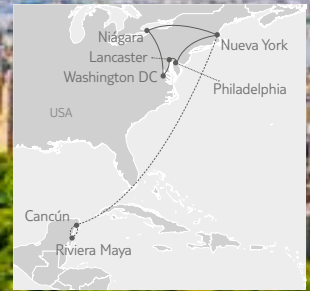 Niágara
Nueva York
Lancaster
Washington DC
Philadelphia
USA
Cancún
Riviera Maya